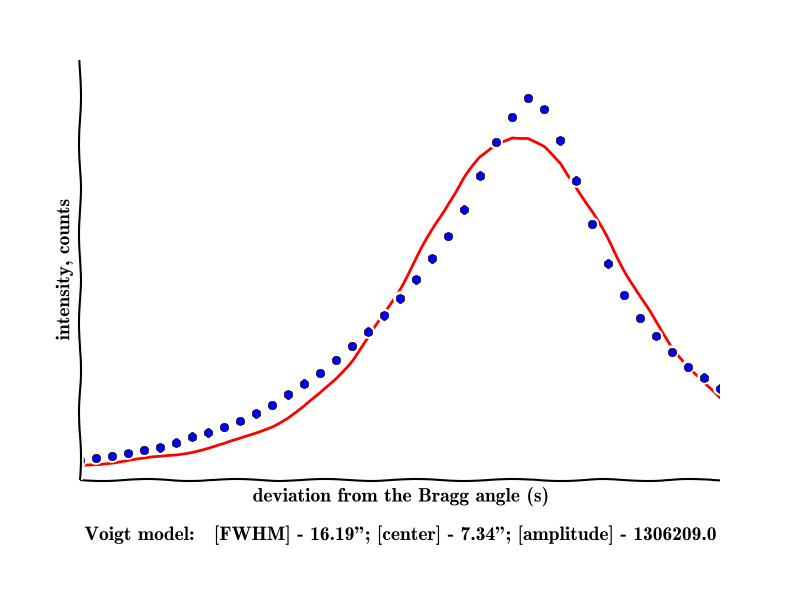 intensity, counts
deviation from the Bragg angle (s)
Voigt model: [FWHM] - 16.19”; [center] - 7.34”; [amplitude] - 1306209.0